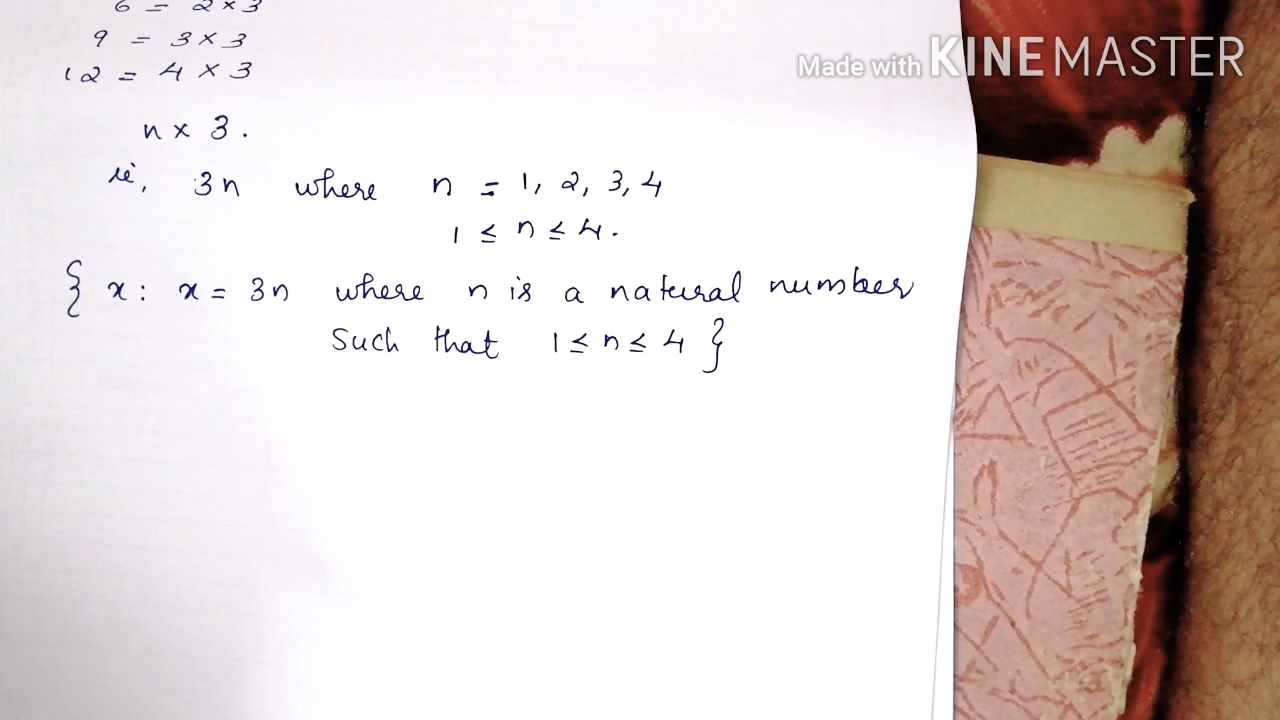 6 = 2 × 3
9 = 3 × 3
12 = 4 × 3
Made with KINEMASTER
n × 3.
ie, 3n where n = 1, 2, 3, 4
1 ≤ n ≤ 4.
{ x : x = 3n where n is a natural number
Such that 1 ≤ n ≤ 4 }